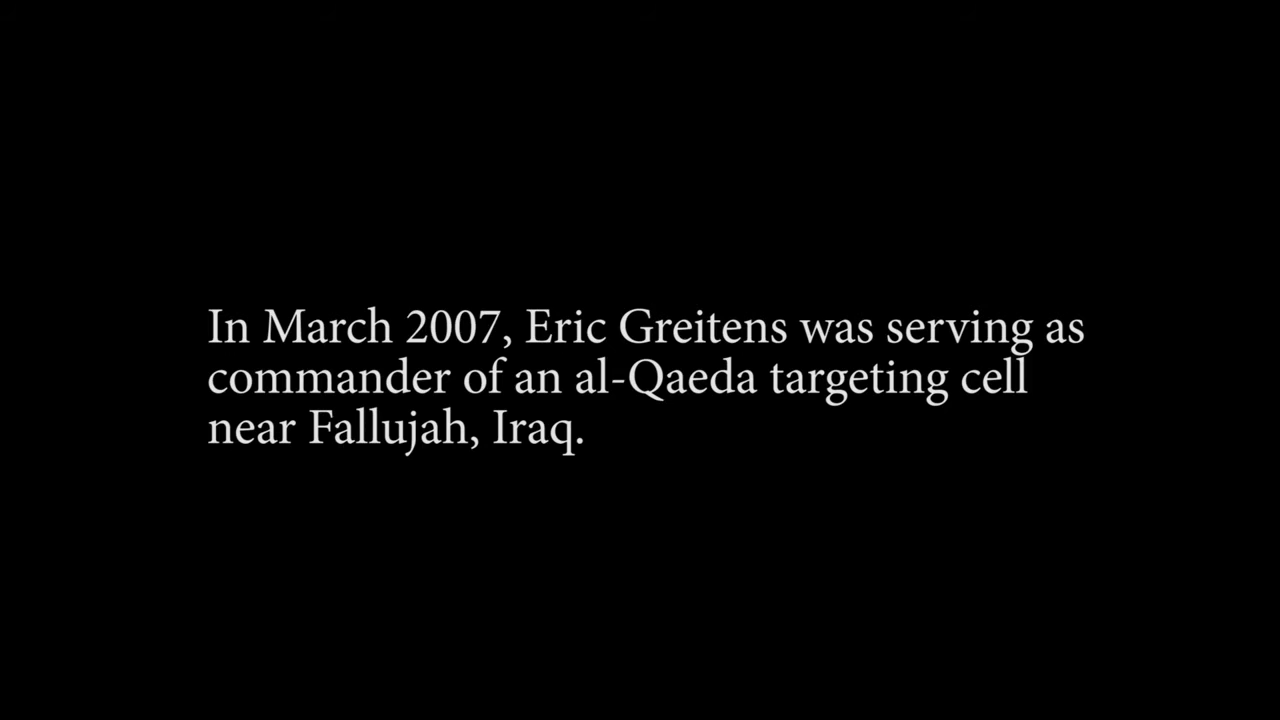 In March 2007, Eric Greitens was serving as
commander of an al-Qaeda targeting cell
near Fallujah, Iraq.